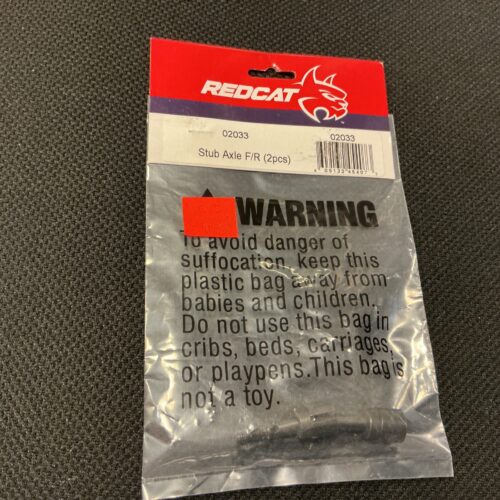 REDCAT
02033 02033
Stub Axle F/R (2pcs)
WARNING
To avoid danger of
suffocation, keep this
plastic bag away from
babies and children.
Do not use this bag in
cribs, beds, carriages,
or playpens.This bag is
not a toy.